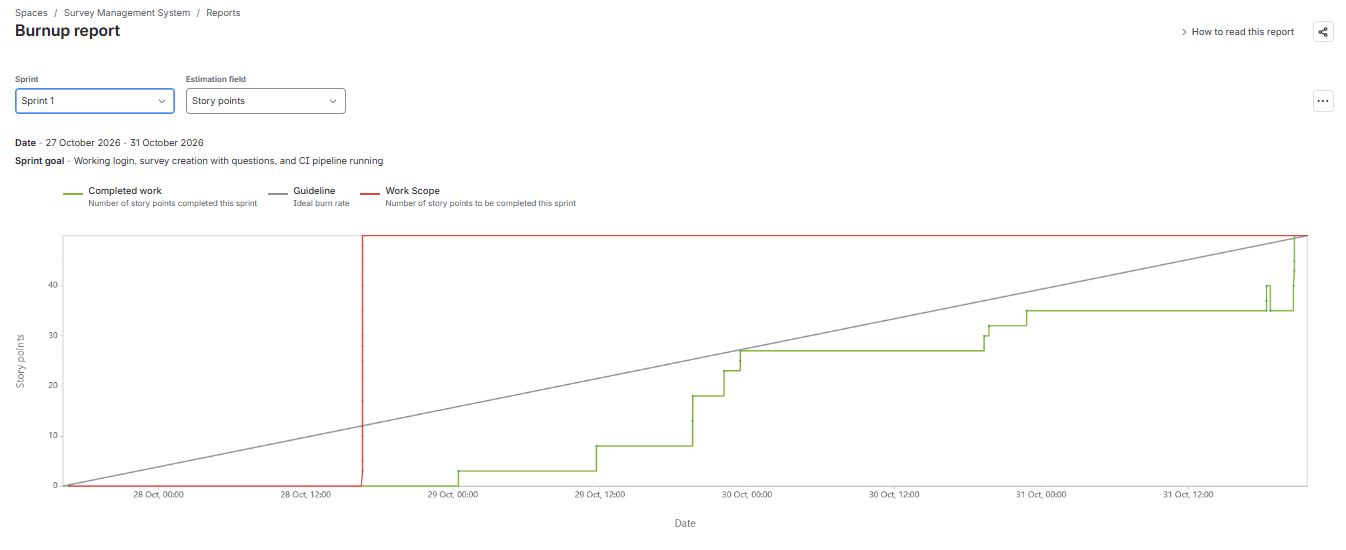 Spaces / Survey Management System / Reports
Burnup report
How to read this report
Sprint
Estimation field
Sprint 1
Story points
Date - 27 October 2026 - 31 October 2026
Sprint goal - Working login, survey creation with questions, and CI pipeline running
Completed work
Number of story points completed this sprint
Guideline
Ideal burn rate
Work Scope
Number of story points to be completed this sprint
Story points
40
30
20
10
0
28 Oct, 00:00
28 Oct, 12:00
29 Oct, 00:00
29 Oct, 12:00
30 Oct, 00:00
30 Oct, 12:00
31 Oct, 00:00
31 Oct, 12:00
Date